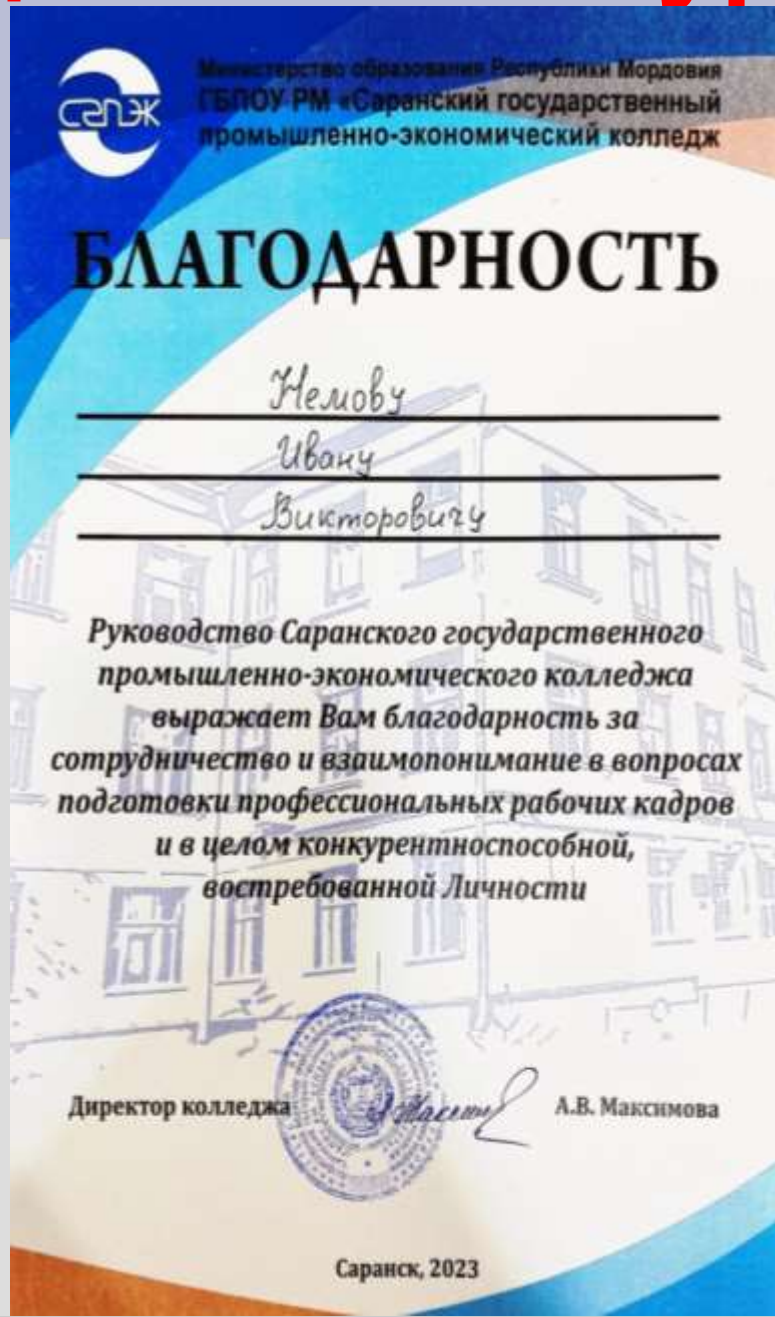 сгпэк
Министерство образования Республики Мордовия
ГБПОУ РМ «Саранский государственный
промышленно-экономический колледж
БЛАГОДАРНОСТЬ
Немову
Ивану
Викторовичу
Руководство Саранского государственного
промышленно-экономического колледжа
выражает Вам благодарность за
сотрудничество и взаимопонимание в вопросах
подготовки профессиональных рабочих кадров
и в целом конкурентноспособной,
востребованной Личности
Директор колледжа
А.В. Максимова
Саранск, 2023